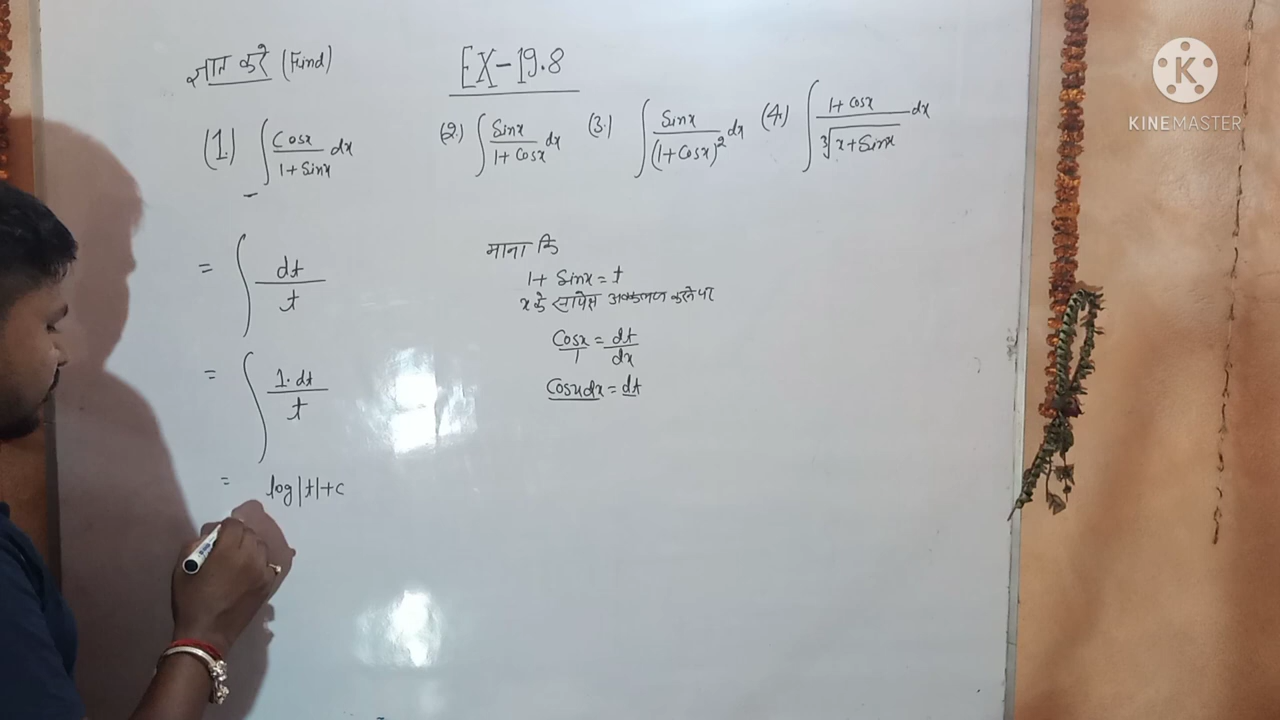 ज्ञात करे (Find)
EX-19.8
(1.) ∫ Cosx / 1+Sinx dx
(2.) ∫ Sinx / 1+Cosx dx
(3.) ∫ Sinx / (1+Cosx)² dx
(4.) ∫ 1+Cosx / ∛x+Sinx dx
= ∫ dt / t
= ∫ 1.dt / t
= log|t|+c
माना कि
1+ Sinx = t
x के सापेक्ष अवकलन करने पर
Cosx / 1 = dt / dx
Cosxdx = dt
KINEMASTER